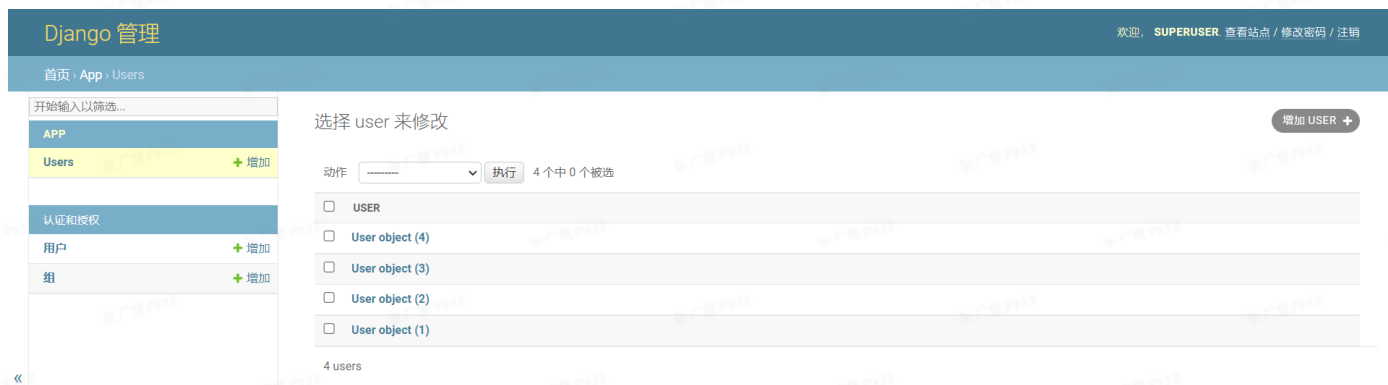 Django 管理
欢迎， SUPERUSER. 查看站点 / 修改密码 / 注销
首页 › App › Users
开始输入以筛选...
APP
Users + 增加
认证和授权
用户 + 增加
组 + 增加
«
选择 user 来修改
增加 USER +
动作 --------- 执行 4 个中 0 个被选
USER
User object (4)
User object (3)
User object (2)
User object (1)
4 users